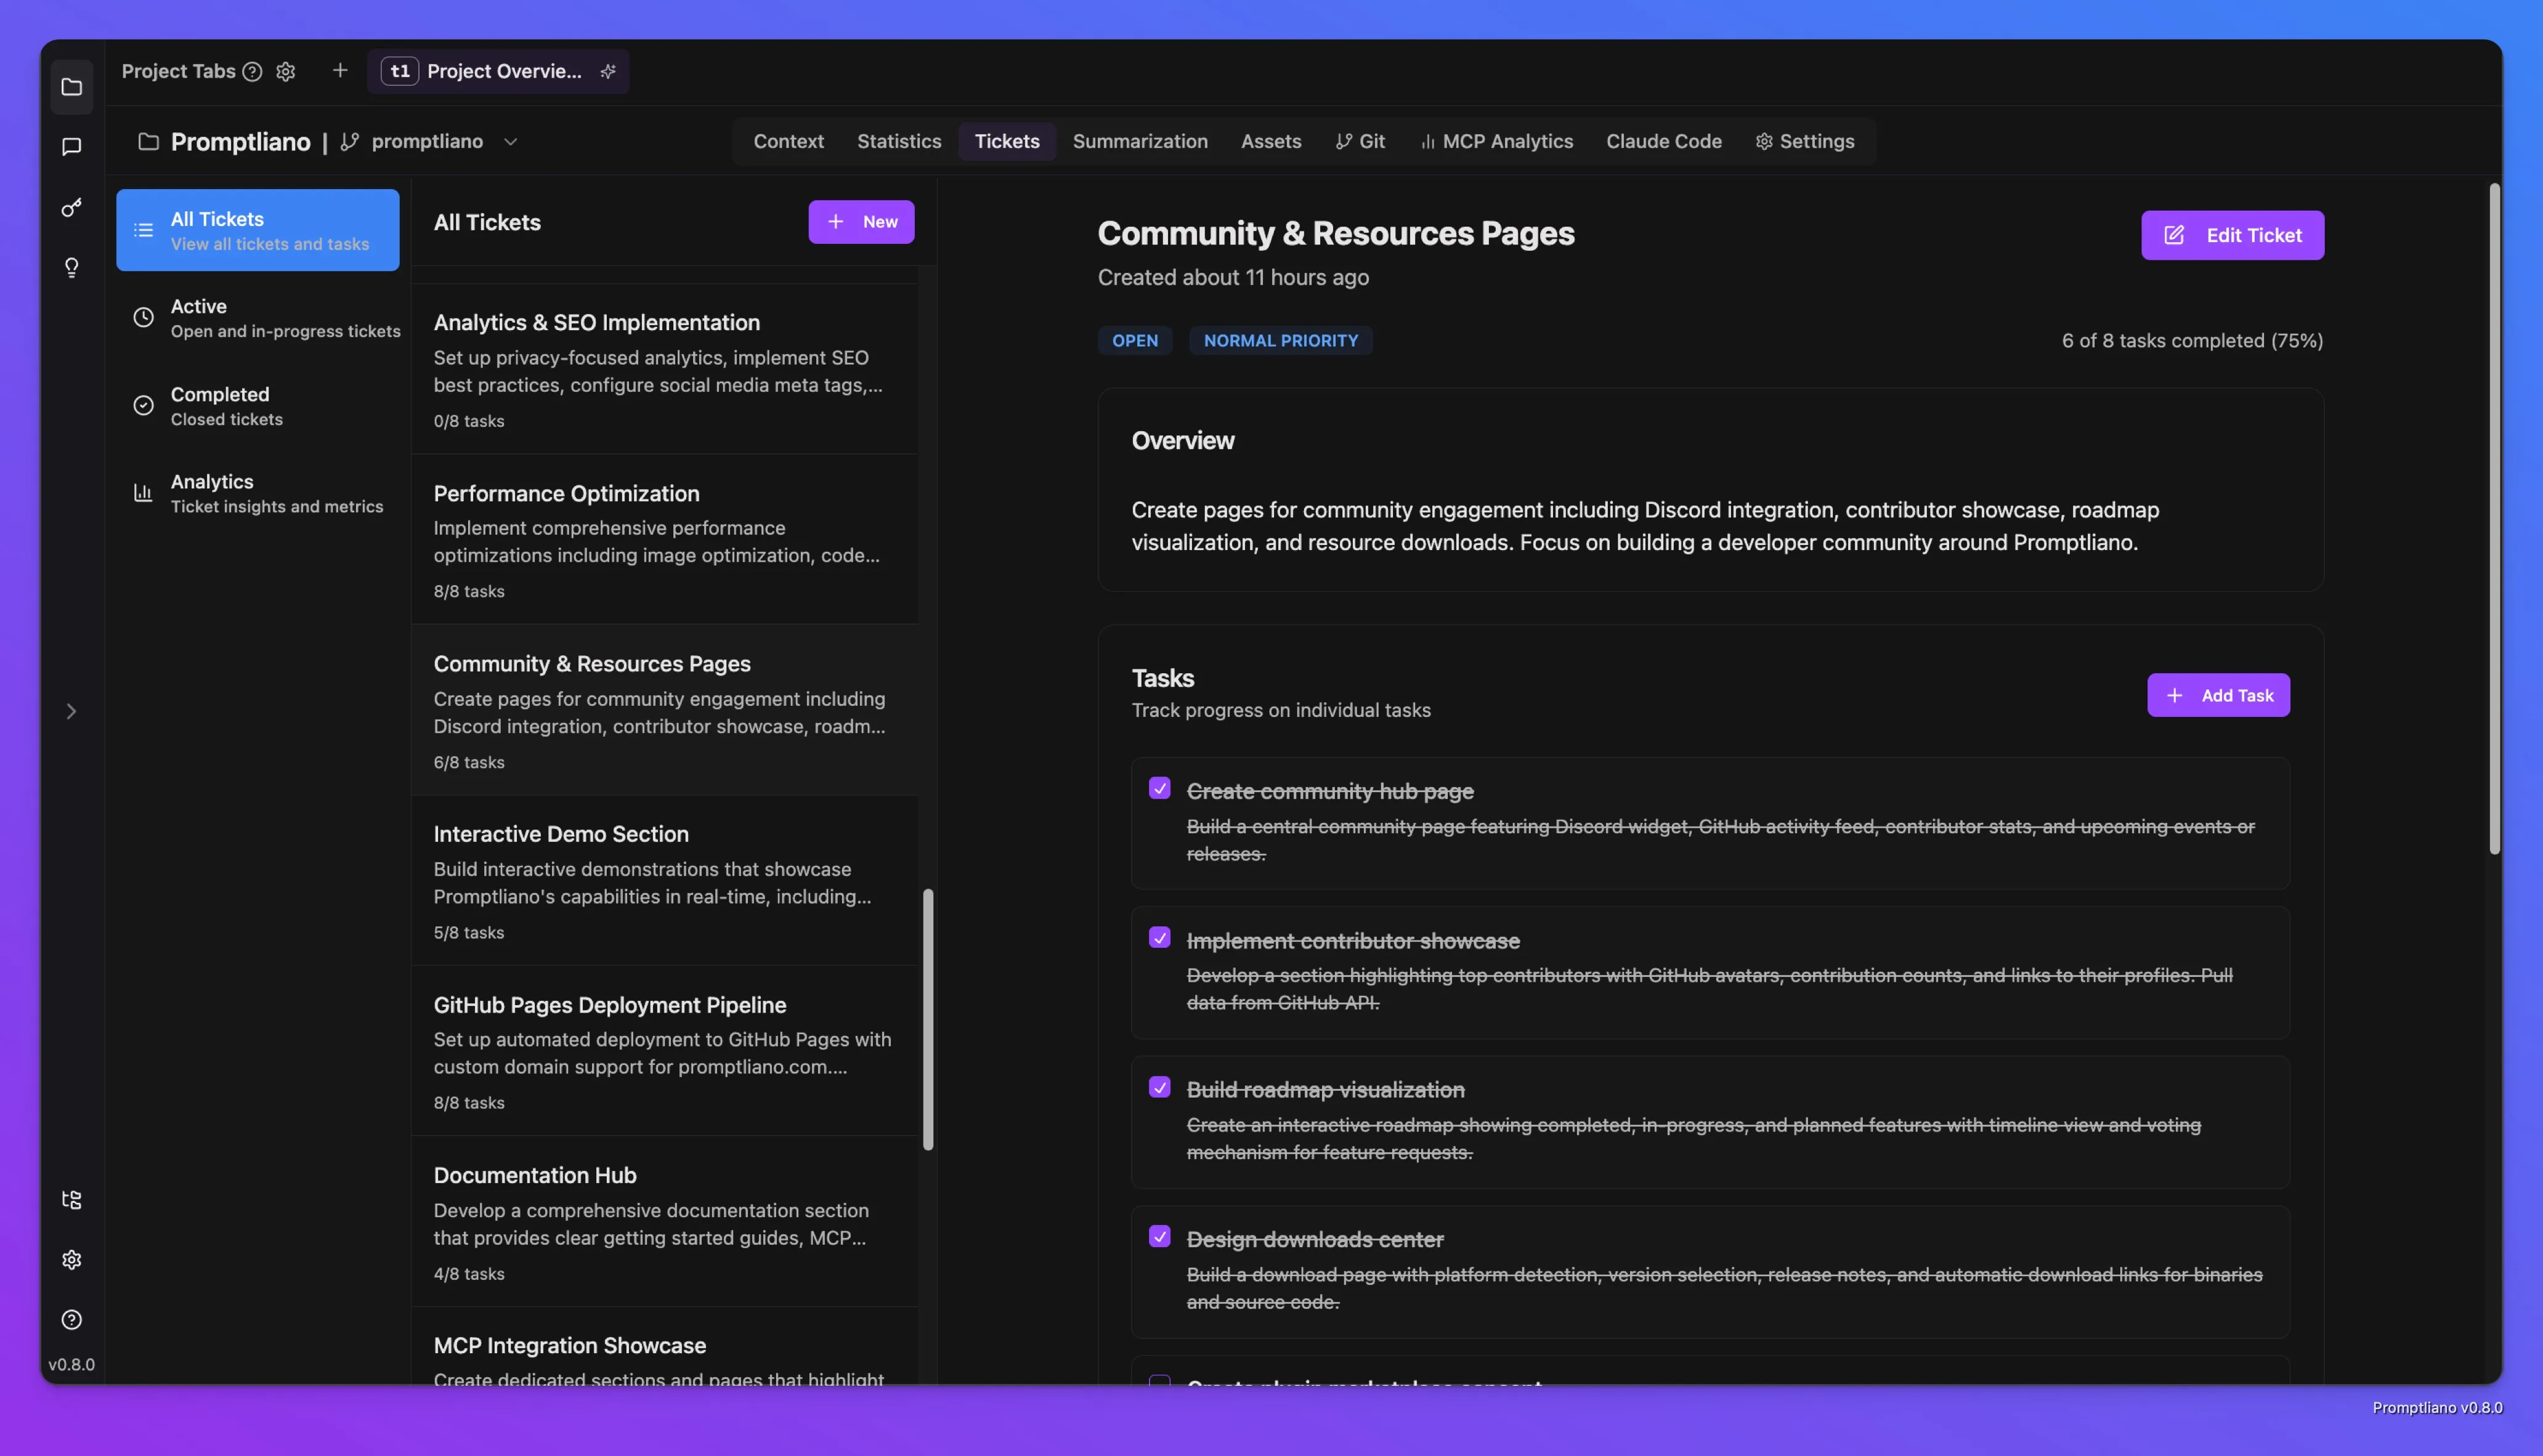 Project Tabs
t1 Project Overvie...
Promptliano | promptliano
Context Statistics Tickets Summarization Assets Git MCP Analytics Claude Code Settings
All Tickets
View all tickets and tasks
Active
Open and in-progress tickets
Completed
Closed tickets
Analytics
Ticket insights and metrics
v0.8.0
All Tickets
New
Analytics & SEO Implementation
Set up privacy-focused analytics, implement SEO
best practices, configure social media meta tags,...
0/8 tasks
Performance Optimization
Implement comprehensive performance
optimizations including image optimization, code...
8/8 tasks
Community & Resources Pages
Create pages for community engagement including
Discord integration, contributor showcase, roadm...
6/8 tasks
Interactive Demo Section
Build interactive demonstrations that showcase
Promptliano's capabilities in real-time, including...
5/8 tasks
GitHub Pages Deployment Pipeline
Set up automated deployment to GitHub Pages with
custom domain support for promptliano.com....
8/8 tasks
Documentation Hub
Develop a comprehensive documentation section
that provides clear getting started guides, MCP...
4/8 tasks
MCP Integration Showcase
Create dedicated sections and pages that highlight
Community & Resources Pages
Edit Ticket
Created about 11 hours ago
OPEN NORMAL PRIORITY
6 of 8 tasks completed (75%)
Overview
Create pages for community engagement including Discord integration, contributor showcase, roadmap
visualization, and resource downloads. Focus on building a developer community around Promptliano.
Tasks
Track progress on individual tasks
Add Task
Create community hub page
Build a central community page featuring Discord widget, GitHub activity feed, contributor stats, and upcoming events or
releases.
Implement contributor showcase
Develop a section highlighting top contributors with GitHub avatars, contribution counts, and links to their profiles. Pull
data from GitHub API.
Build roadmap visualization
Create an interactive roadmap showing completed, in-progress, and planned features with timeline view and voting
mechanism for feature requests.
Design downloads center
Build a download page with platform detection, version selection, release notes, and automatic download links for binaries
and source code.
Create plugin marketplace concept
Promptliano v0.8.0